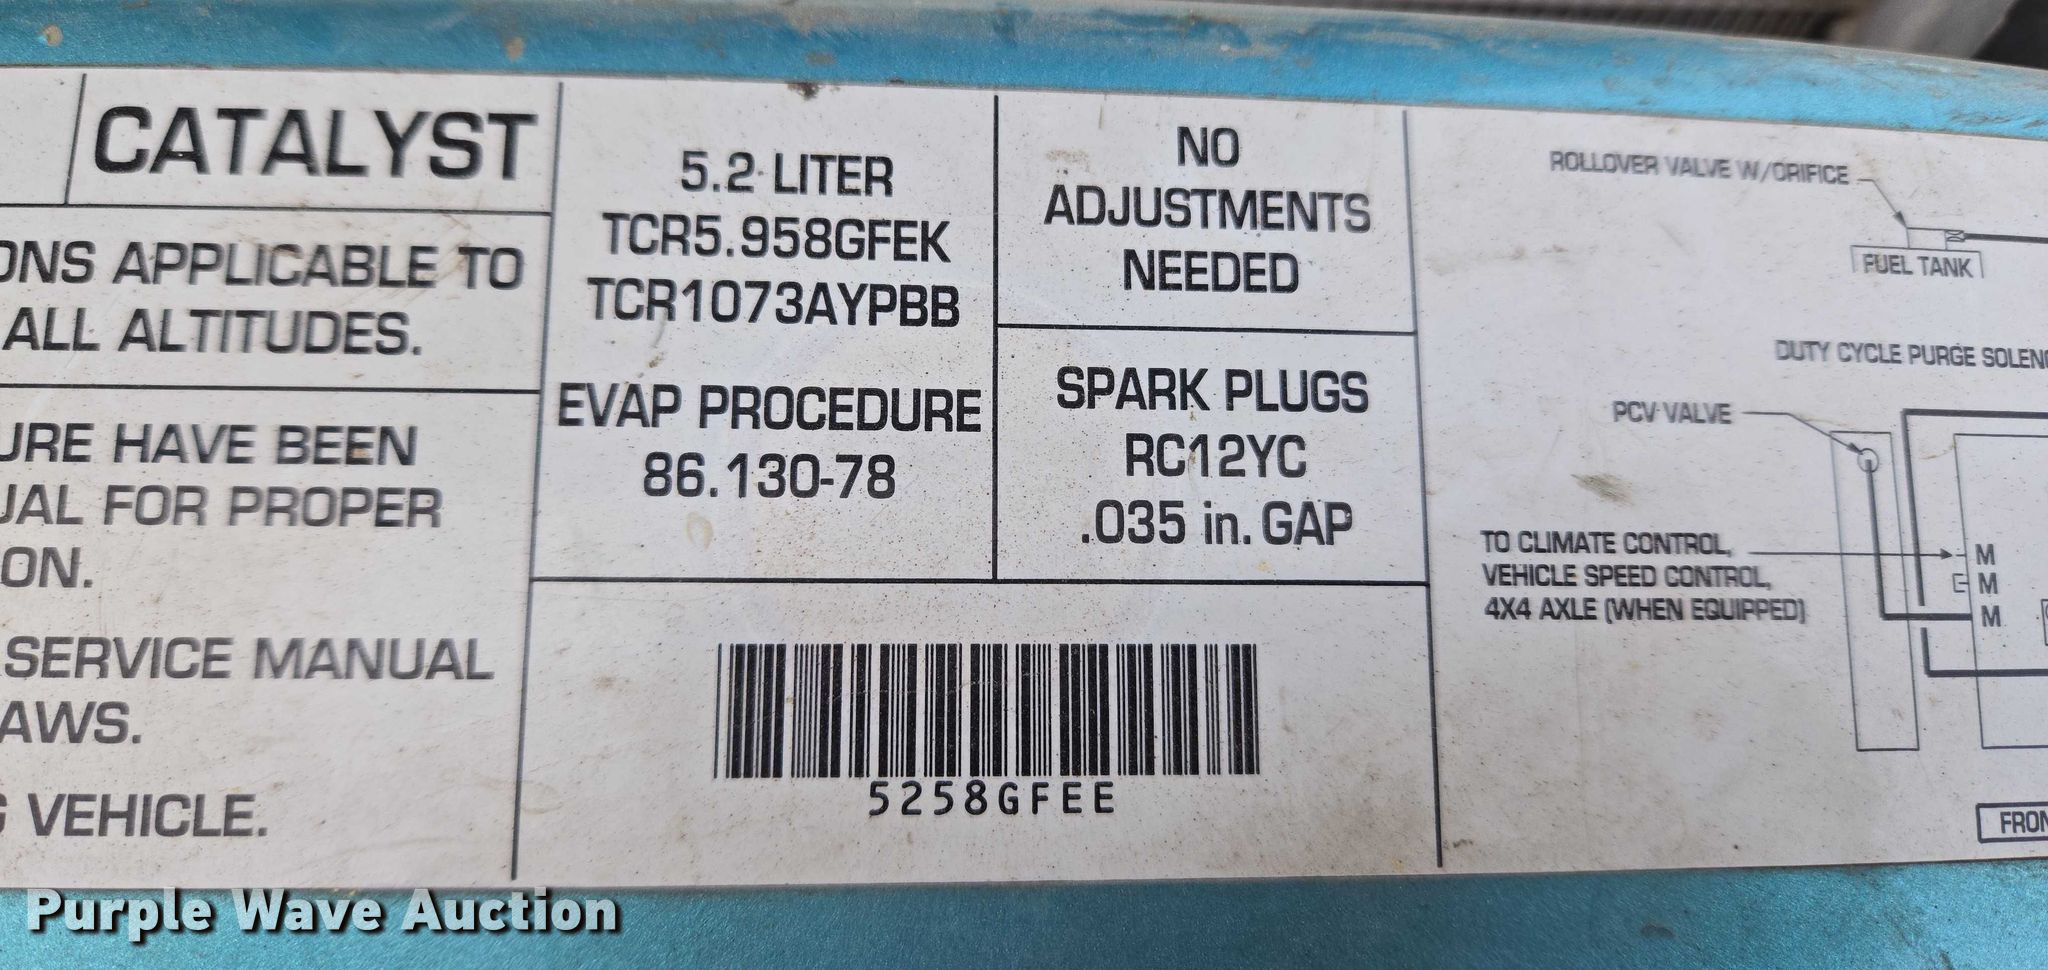 CATALYST
ONS APPLICABLE TO
ALL ALTITUDES.
URE HAVE BEEN
UAL FOR PROPER
ON.
SERVICE MANUAL
AWS.
VEHICLE.
5.2 LITER
TCR5.958GFEK
TCR1073AYPBB
EVAP PROCEDURE
86.130-78
NO
ADJUSTMENTS
NEEDED
SPARK PLUGS
RC12YC
.035 in. GAP
5258GFEE
ROLLOVER VALVE W/ORIFICE
FUEL TANK
DUTY CYCLE PURGE SOLEN
PCV VALVE
TO CLIMATE CONTROL,
VEHICLE SPEED CONTROL,
4X4 AXLE (WHEN EQUIPPED)
M
M
M
FRON
Purple Wave Auction